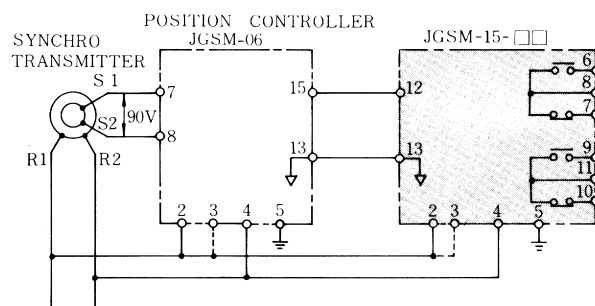 POSITION CONTROLLER
JGSM-06
JGSM-15-□□
SYNCHRO
TRANSMITTER
S1
S2
90V
R1
R2
7
8
15
13
2
3
4
5
12
13
2
3
4
5
6
8
7
9
11
10